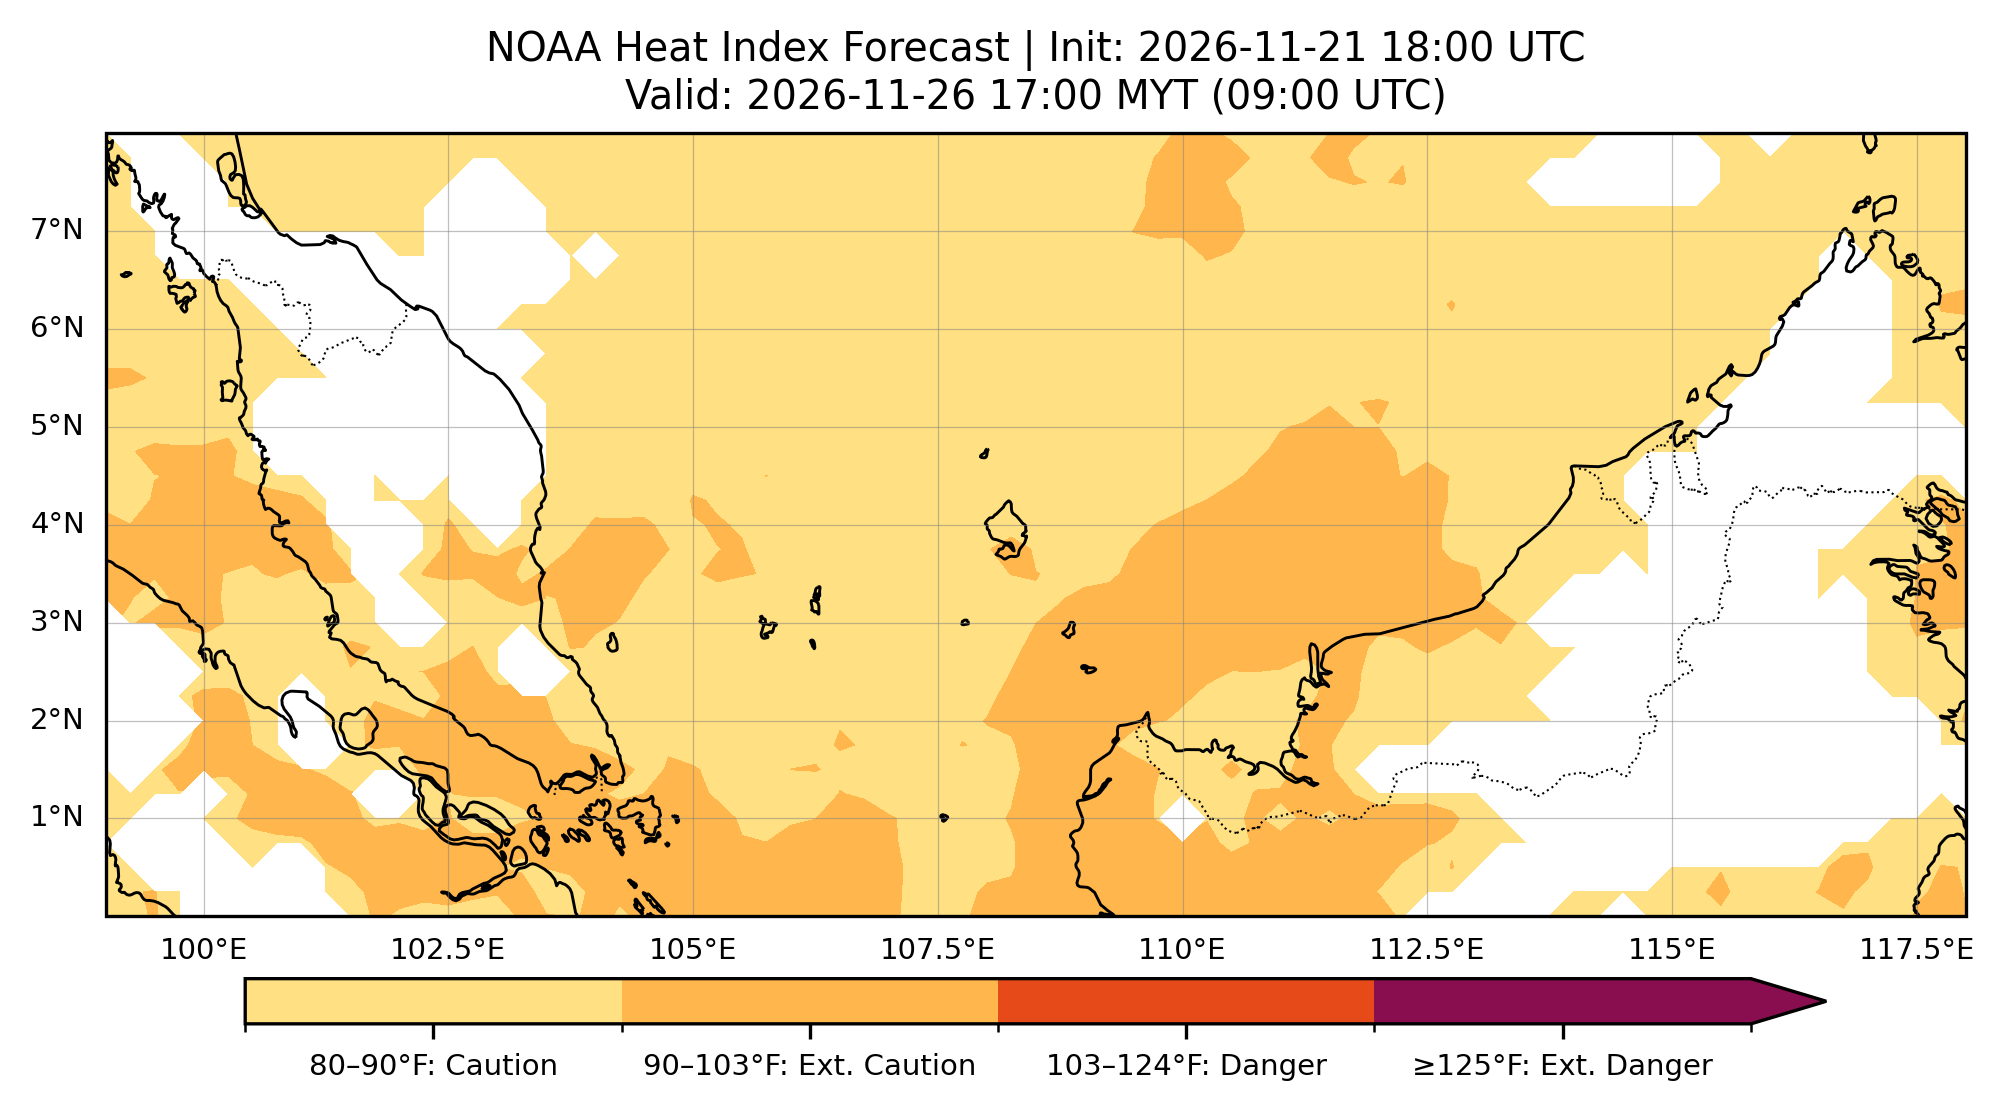 NOAA Heat Index Forecast | Init: 2026-11-21 18:00 UTC
Valid: 2026-11-26 17:00 MYT (09:00 UTC)
7°N
6°N
5°N
4°N
3°N
2°N
1°N
100°E 102.5°E 105°E 107.5°E 110°E 112.5°E 115°E 117.5°E
80–90°F: Caution 90–103°F: Ext. Caution 103–124°F: Danger ≥125°F: Ext. Danger